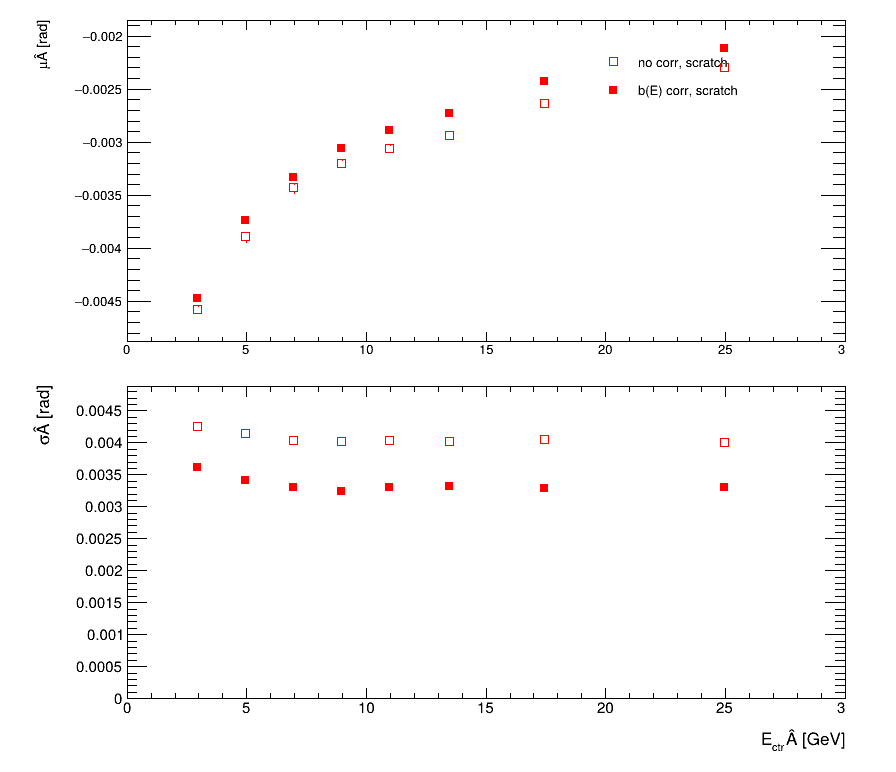 μÂ [rad]
−0.002
−0.0025
−0.003
−0.0035
−0.004
−0.0045
no corr, scratch
b(E) corr, scratch
0 5 10 15 20 25 3
σÂ [rad]
0.0045
0.004
0.0035
0.003
0.0025
0.002
0.0015
0.001
0.0005
0
0 5 10 15 20 25 3
E_ctr Â [GeV]